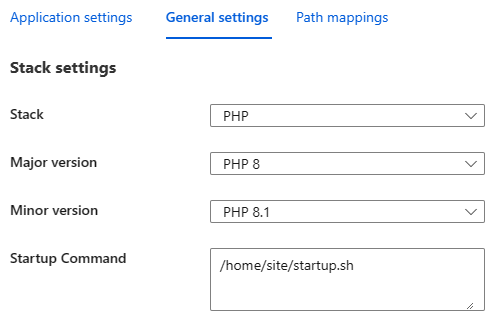 Application settings General settings Path mappings
Stack settings
Stack PHP
Major version PHP 8
Minor version PHP 8.1
Startup Command /home/site/startup.sh